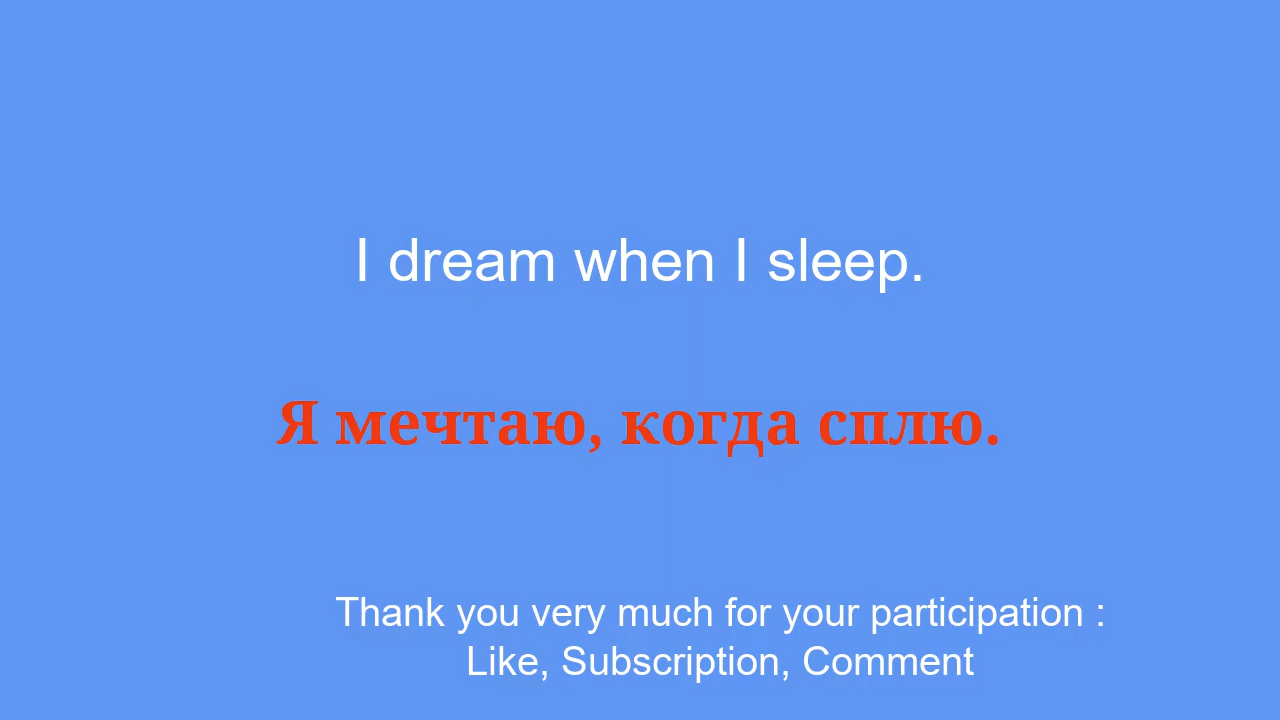 I dream when I sleep.
Я мечтаю, когда сплю.
Thank you very much for your participation :
Like, Subscription, Comment